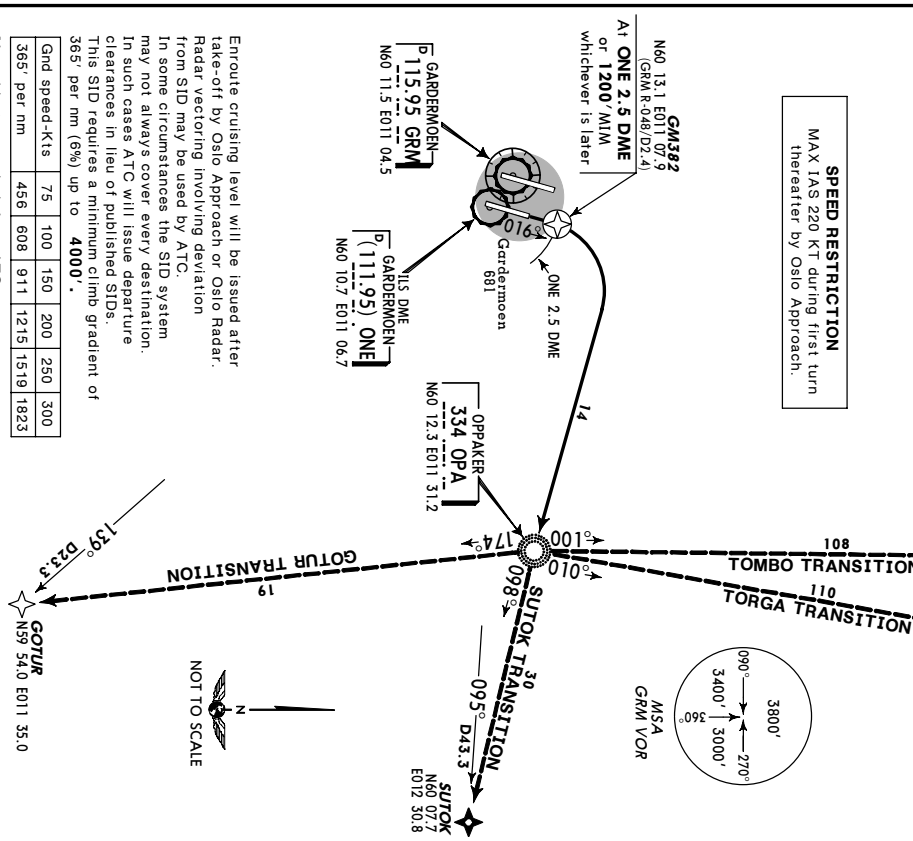 SPEED RESTRICTION
MAX IAS 220 KT during first turn
thereafter by Oslo Approach.
GM382
N60 13.1 E011 07.9
(GRM R-048/D2.4)
At ONE 2.5 DME
or 1200' MIM
whichever is later
GARDERMOEN
D 115.95 GRM
N60 11.5 E011 04.5
016°
Gardermoen
681
ONE 2.5 DME
ILS DME
GARDERMOEN
D (111.95) ONE
N60 10.7 E011 06.7
14
OPPAKER
334 OPA
N60 12.3 E011 31.2
001°
010°
098°
174°
108
TOMBO TRANSITION
110
TORGA TRANSITION
30
SUTOK TRANSITION
095°
D43.3
SUTOK
N60 07.7
E012 30.8
19
GOTUR TRANSITION
139°
D23.3
GOTUR
N59 54.0 E011 35.0
3800'
090°
270°
3400'
3000'
360°
MSA
GRM VOR
N
NOT TO SCALE
Enroute cruising level will be issued after
take-off by Oslo Approach or Oslo Radar.
Radar vectoring involving deviation
from SID may be used by ATC.
In some circumstances the SID system
may not always cover every destination.
In such cases ATC will issue departure
clearances in lieu of published SIDs.
This SID requires a minimum climb gradient of
365' per nm (6%) up to 4000'.
Gnd speed-Kts 75 100 150 200 250 300
365' per nm 456 608 911 1215 1519 1823